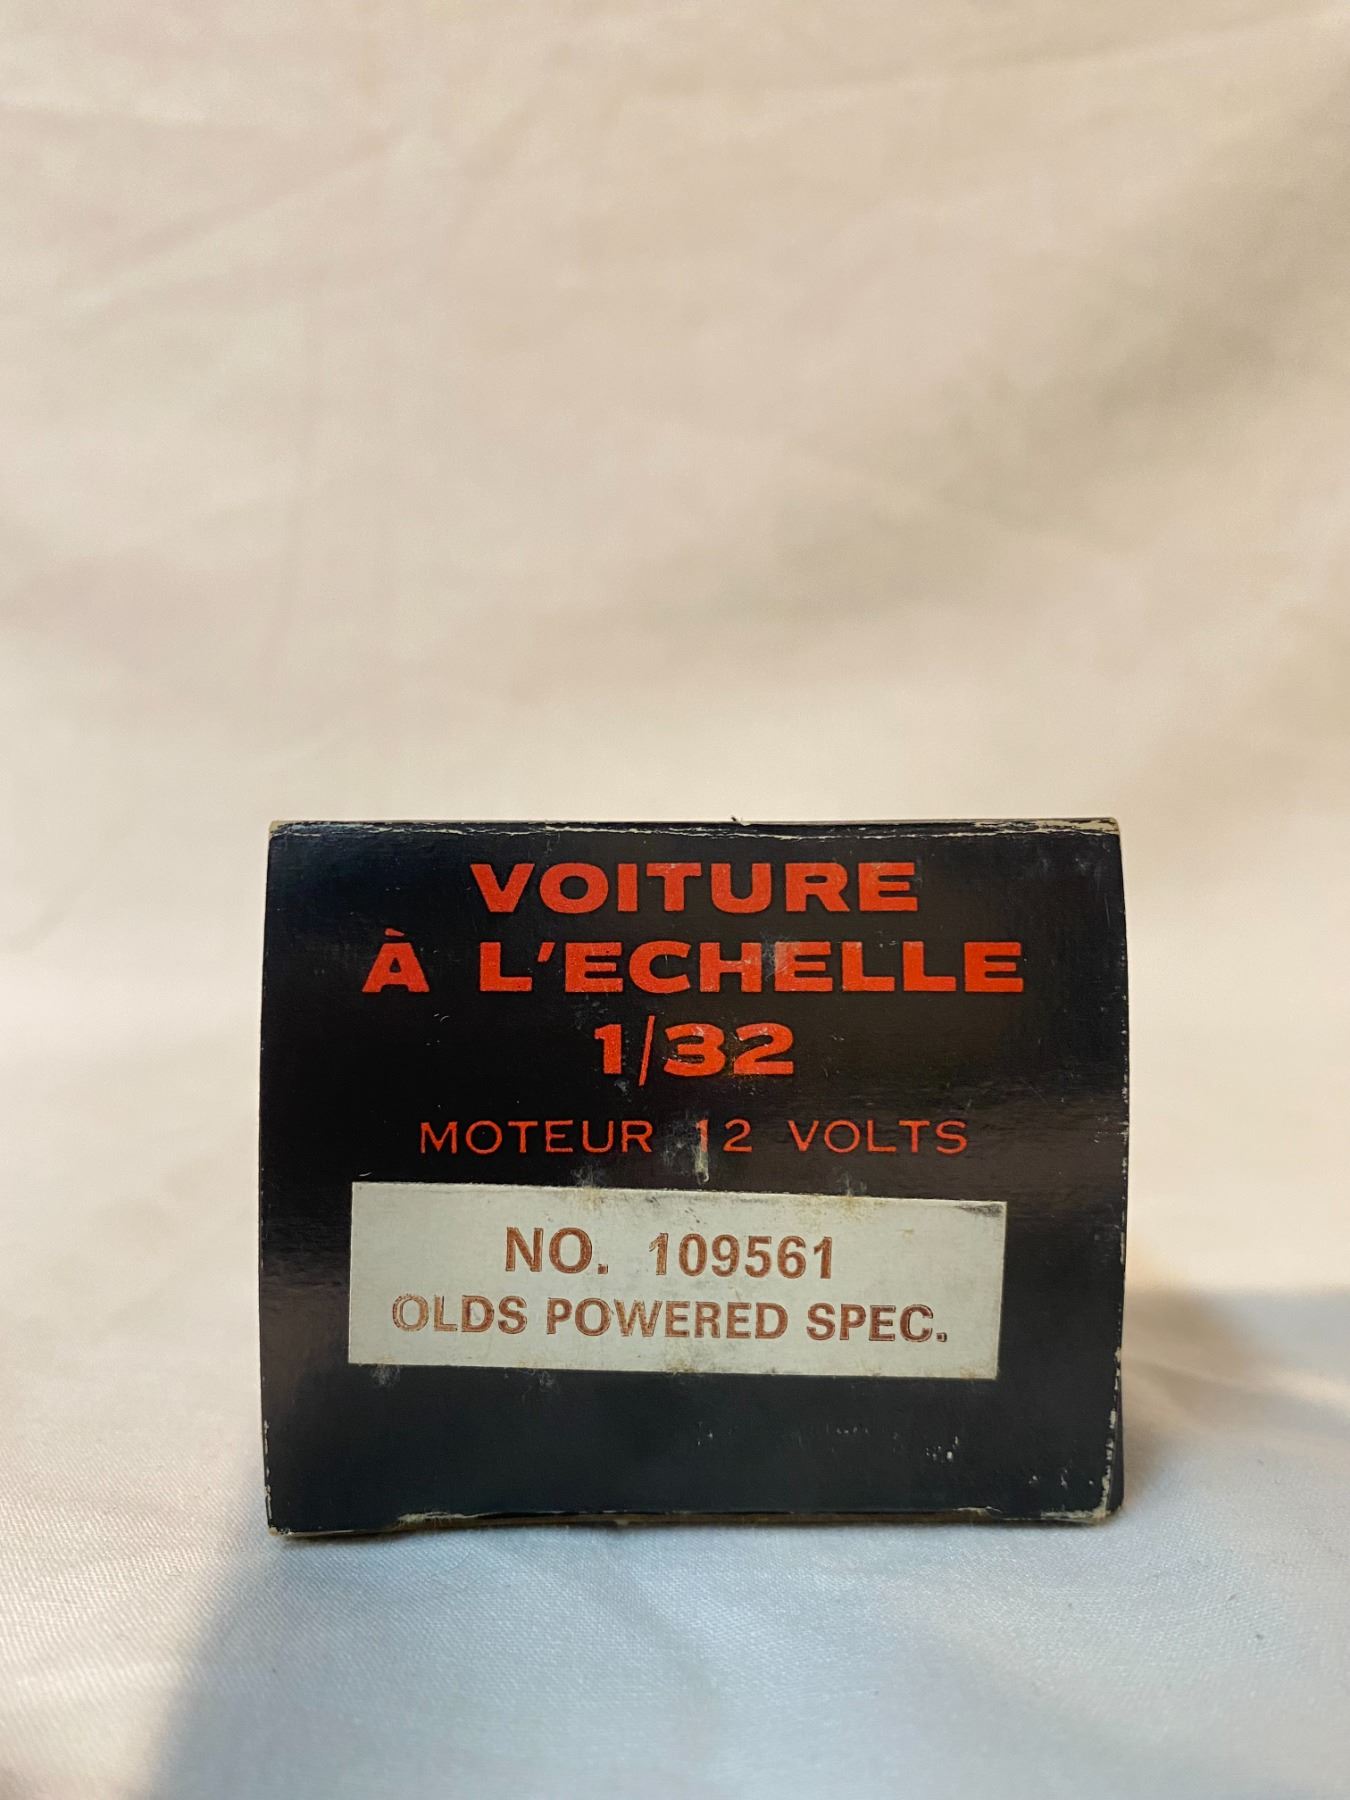 VOITURE
À L'ECHELLE
1/32
MOTEUR 12 VOLTS
NO. 109561
OLDS POWERED SPEC.